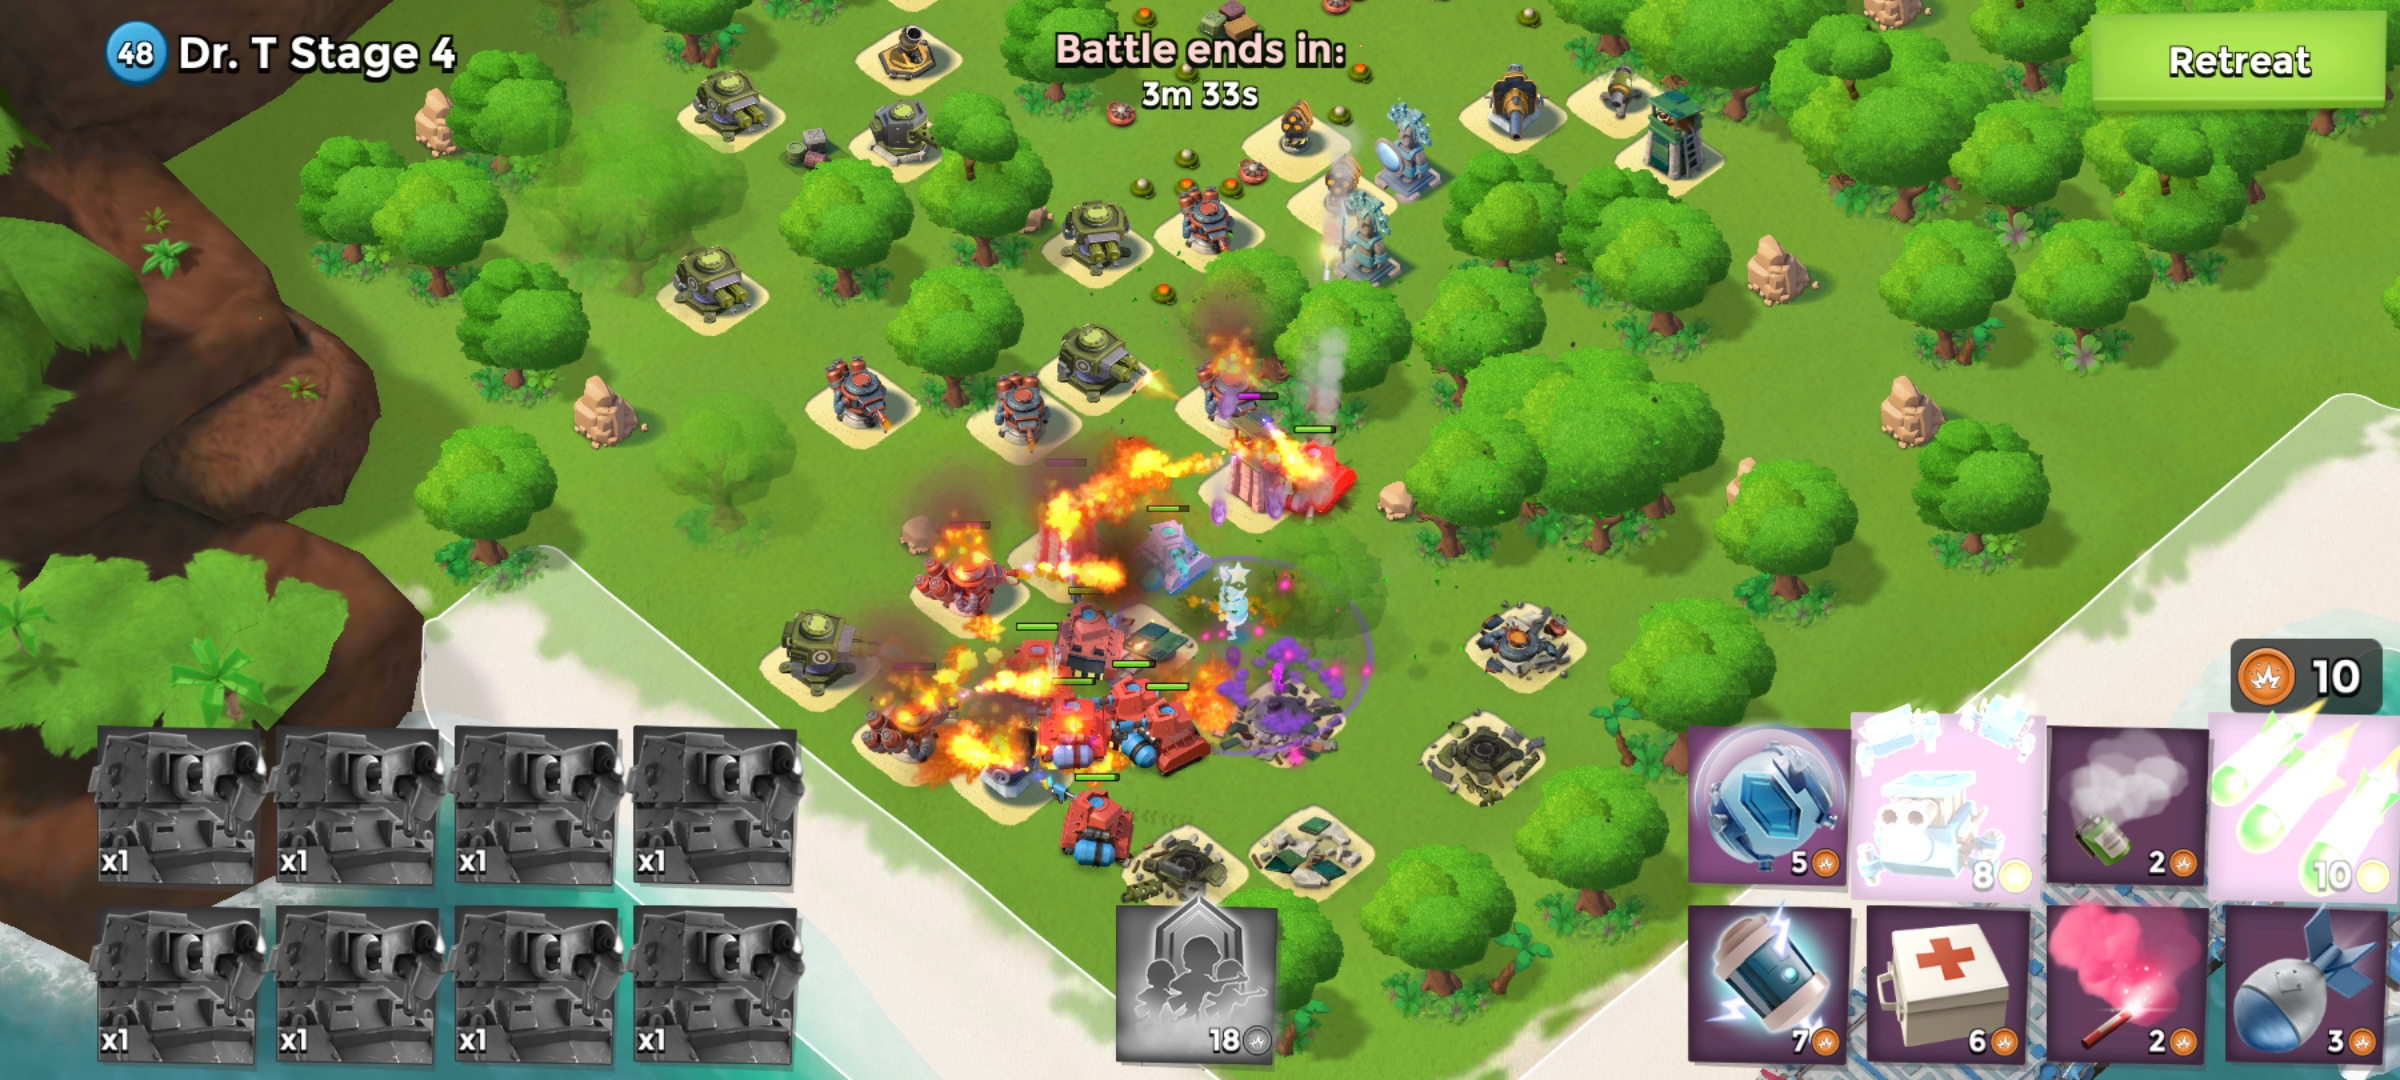 48 Dr. T Stage 4
Battle ends in:
3m 33s
Retreat
10
5
8
2
10
x1
x1
x1
x1
7
6
2
3
x1
x1
x1
x1
18